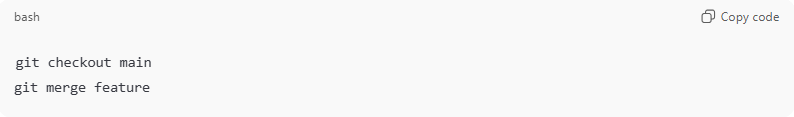 bash
Copy code
git checkout main
git merge feature